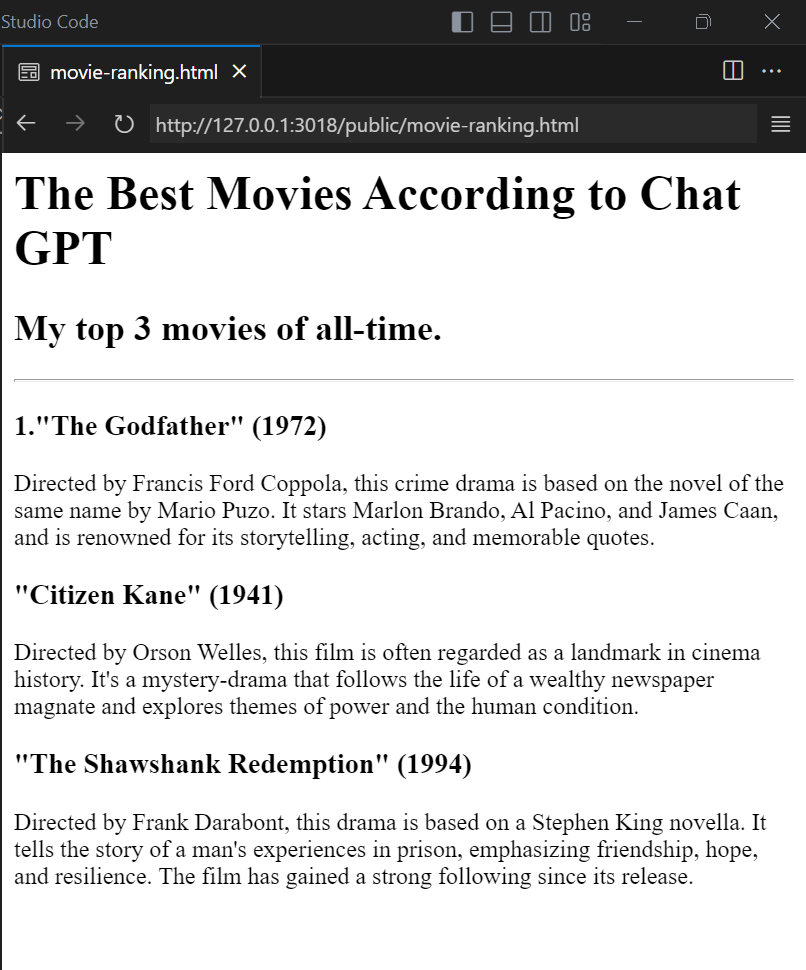 Studio Code
movie-ranking.html
http://127.0.0.1:3018/public/movie-ranking.html
The Best Movies According to Chat
GPT
My top 3 movies of all-time.
1."The Godfather" (1972)
Directed by Francis Ford Coppola, this crime drama is based on the novel of the
same name by Mario Puzo. It stars Marlon Brando, Al Pacino, and James Caan,
and is renowned for its storytelling, acting, and memorable quotes.
"Citizen Kane" (1941)
Directed by Orson Welles, this film is often regarded as a landmark in cinema
history. It's a mystery-drama that follows the life of a wealthy newspaper
magnate and explores themes of power and the human condition.
"The Shawshank Redemption" (1994)
Directed by Frank Darabont, this drama is based on a Stephen King novella. It
tells the story of a man's experiences in prison, emphasizing friendship, hope,
and resilience. The film has gained a strong following since its release.